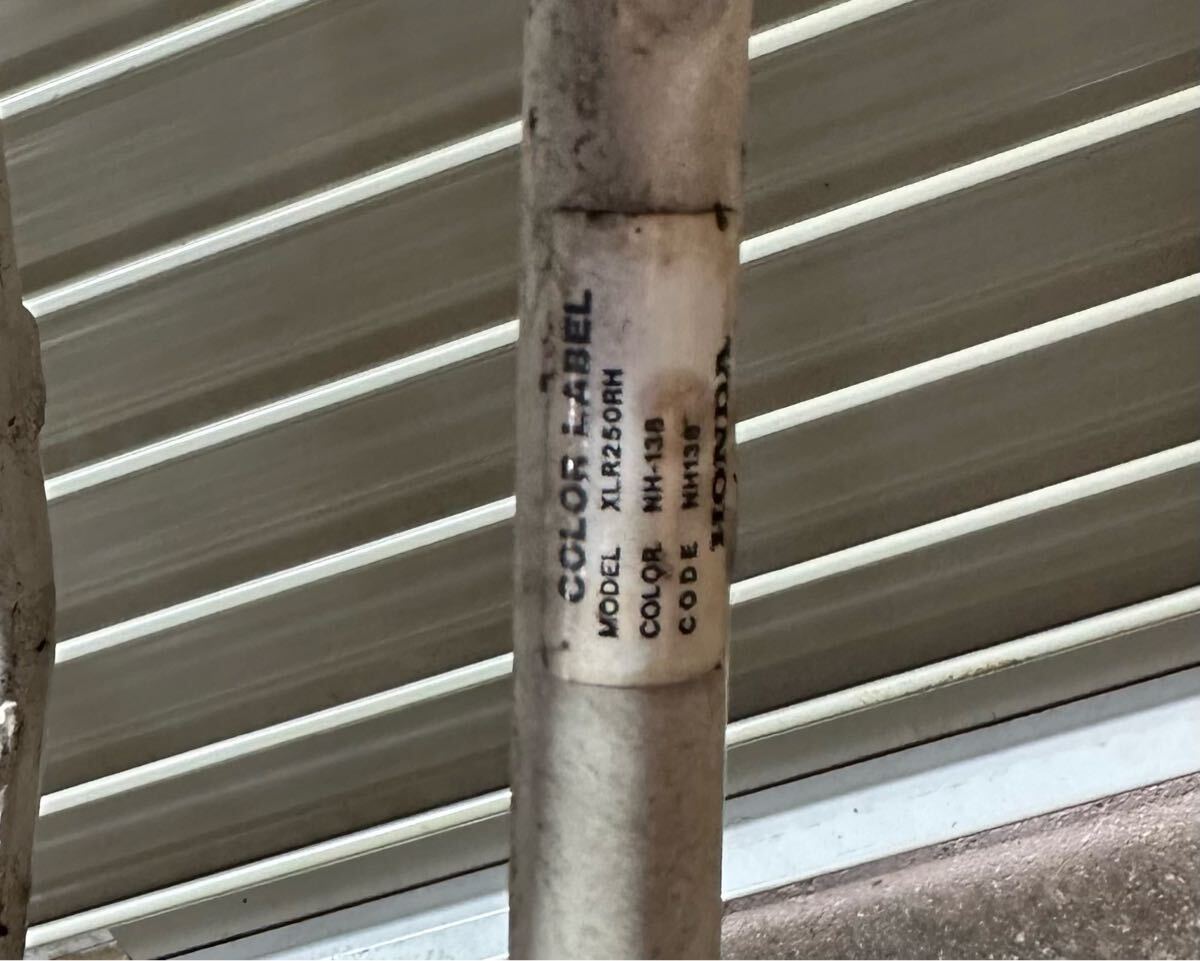 COLOR LABEL
MODEL XLR250RH
COLOR NH-138
CODE NH138
HONDA